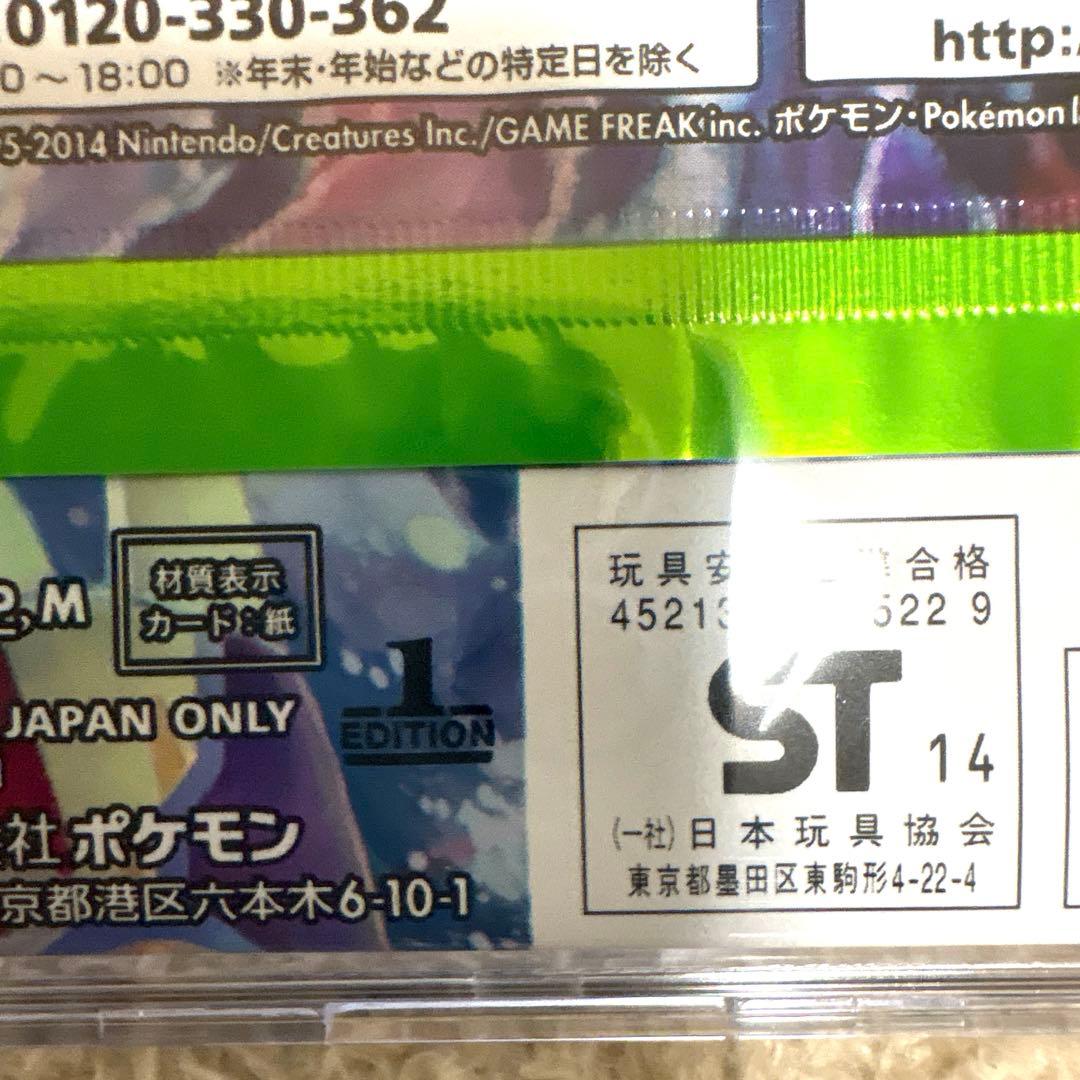 0120-330-362
http:/
0～18:00 ※年末・年始などの特定日を除く
95-2014 Nintendo/Creatures Inc./GAME FREAK inc. ポケモン・Pokémon
材質表示
カード：紙
,M
JAPAN ONLY
1
EDITION
社 ポケモン
京都港区六本木6-10-1
玩具安 合格
45213 522 9
ST
14
(一社)日本玩具協会
東京都墨田区東駒形4-22-4